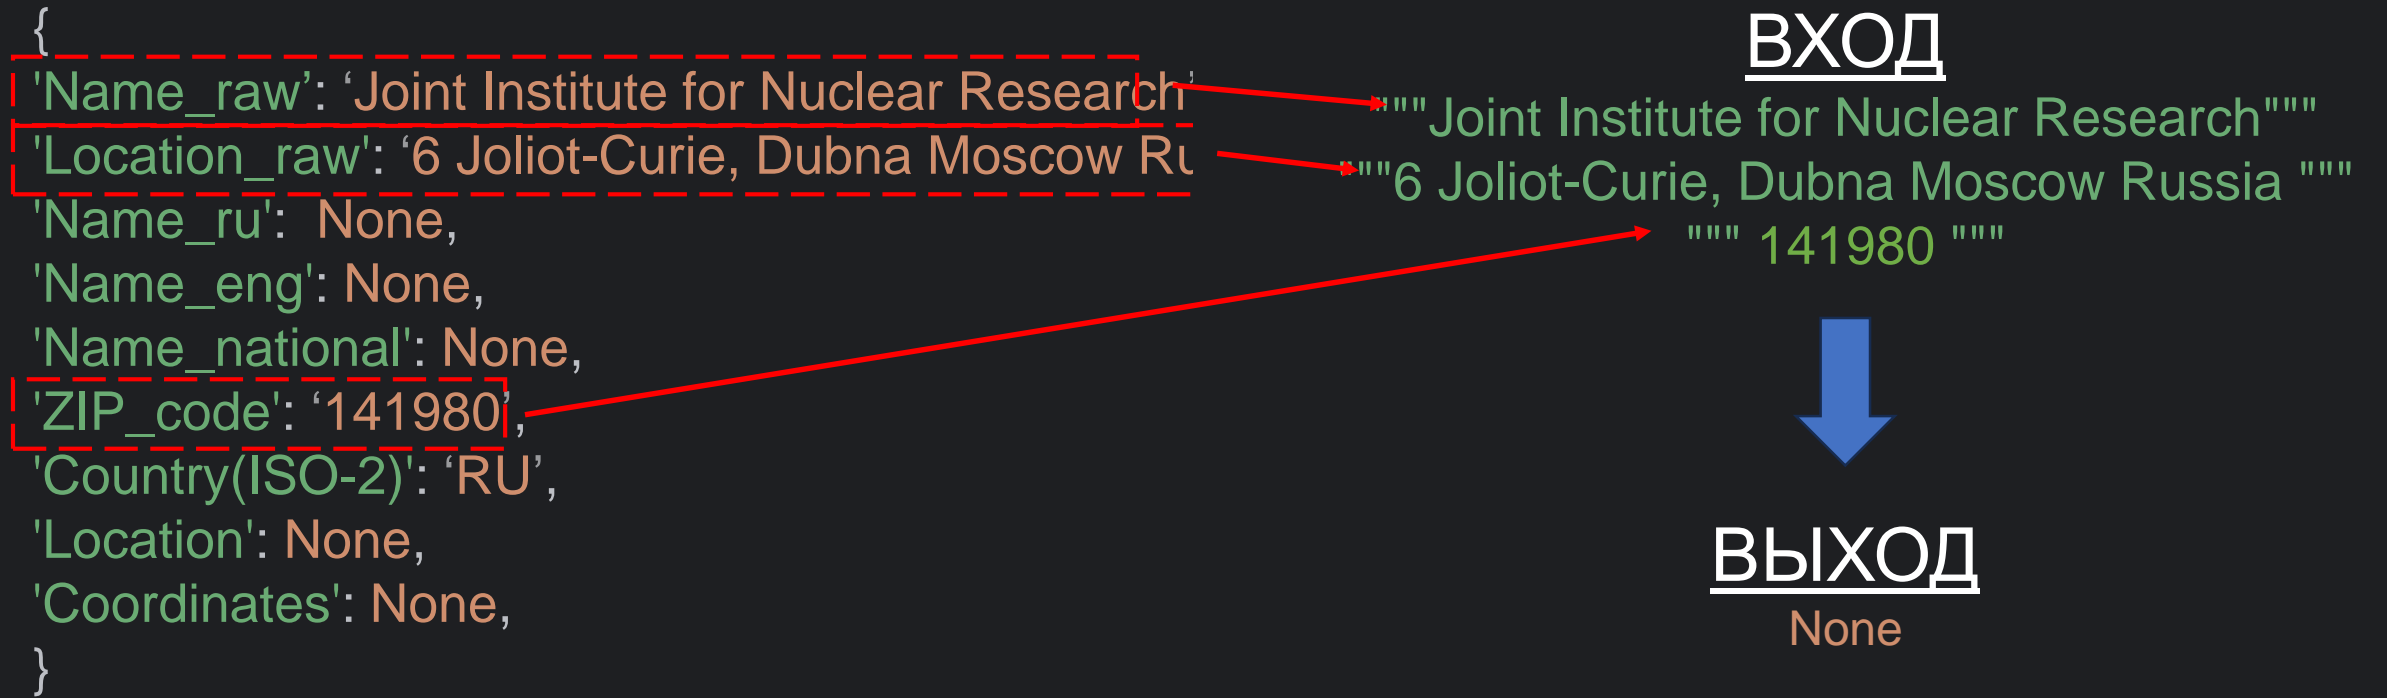 {
'Name_raw’: ‘Joint Institute for Nuclear Research’
'Location_raw': ‘6 Joliot-Curie, Dubna Moscow Ru
'Name_ru': None,
'Name_eng': None,
'Name_national': None,
'ZIP_code': ‘141980’,
'Country(ISO-2)': ‘RU’,
'Location': None,
'Coordinates': None,
}
ВХОД
"""Joint Institute for Nuclear Research"""
"""6 Joliot-Curie, Dubna Moscow Russia """
""" 141980 """
ВЫХОД
None